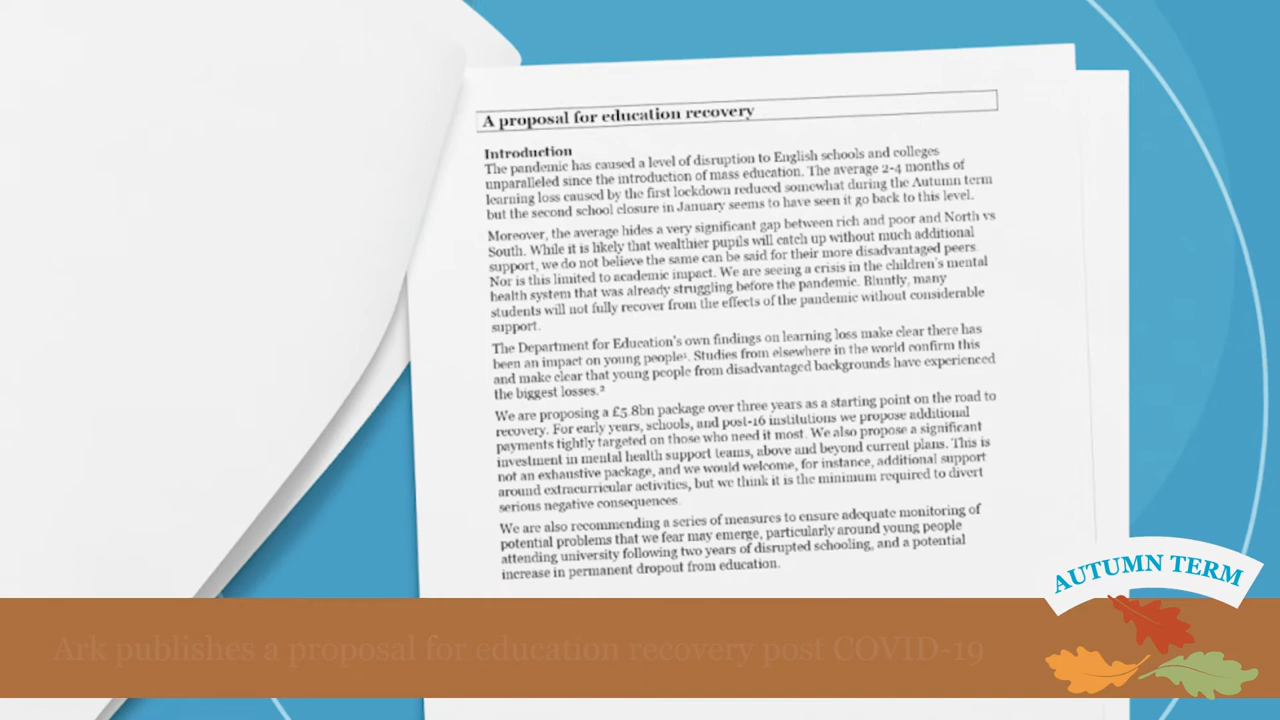 A proposal for education recovery
Introduction
The pandemic has caused a level of disruption to English schools and colleges
unparalleled since the introduction of mass education. The average 2-4 months of
learning loss caused by the first lockdown reduced somewhat during the Autumn term
but the second school closure in January seems to have seen it go back to this level.
Moreover, the average hides a very significant gap between rich and poor and North vs
South. While it is likely that wealthier pupils will catch up without much additional
support, we do not believe the same can be said for their more disadvantaged peers.
Nor is this limited to academic impact. We are seeing a crisis in the children's mental
health system that was already struggling before the pandemic. Bluntly, many
students will not fully recover from the effects of the pandemic without considerable
support.
The Department for Education's own findings on learning loss make clear there has
been an impact on young people¹. Studies from elsewhere in the world confirm this
and make clear that young people from disadvantaged backgrounds have experienced
the biggest losses.²
We are proposing a £5.8bn package over three years as a starting point on the road to
recovery. For early years, schools, and post-16 institutions we propose additional
payments tightly targeted on those who need it most. We also propose a significant
investment in mental health support teams, above and beyond current plans. This is
not an exhaustive package, and we would welcome, for instance, additional support
around extracurricular activities, but we think it is the minimum required to divert
serious negative consequences.
We are also recommending a series of measures to ensure adequate monitoring of
potential problems that we fear may emerge, particularly around young people
attending university following two years of disrupted schooling, and a potential
increase in permanent dropout from education.
AUTUMN TERM
Ark publishes a proposal for education recovery post COVID-19